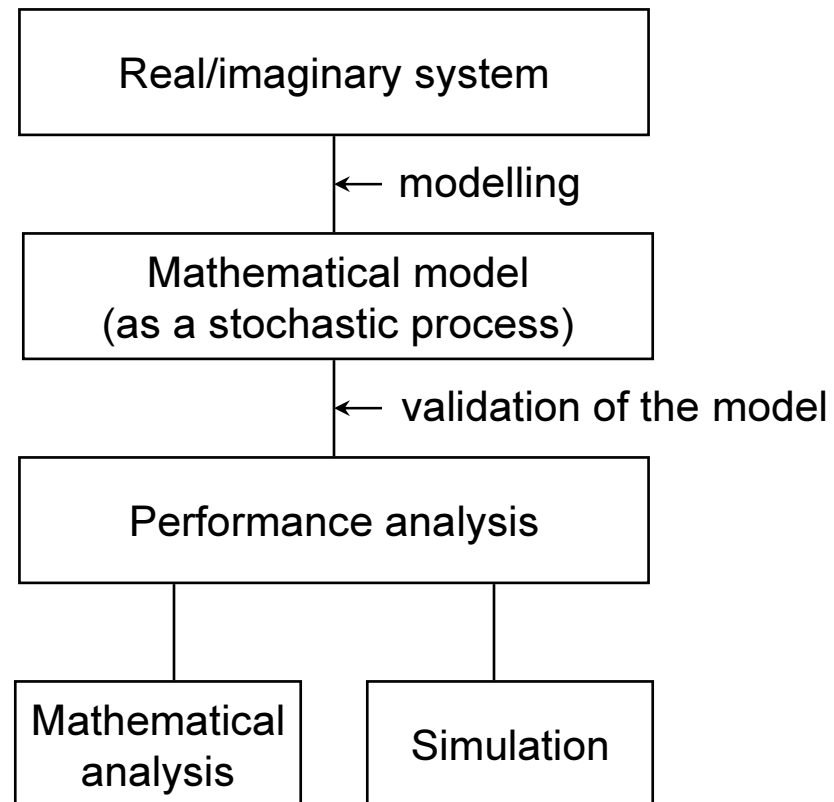 Real/imaginary system
modelling
Mathematical model
(as a stochastic process)
validation of the model
Performance analysis
Mathematical
analysis
Simulation